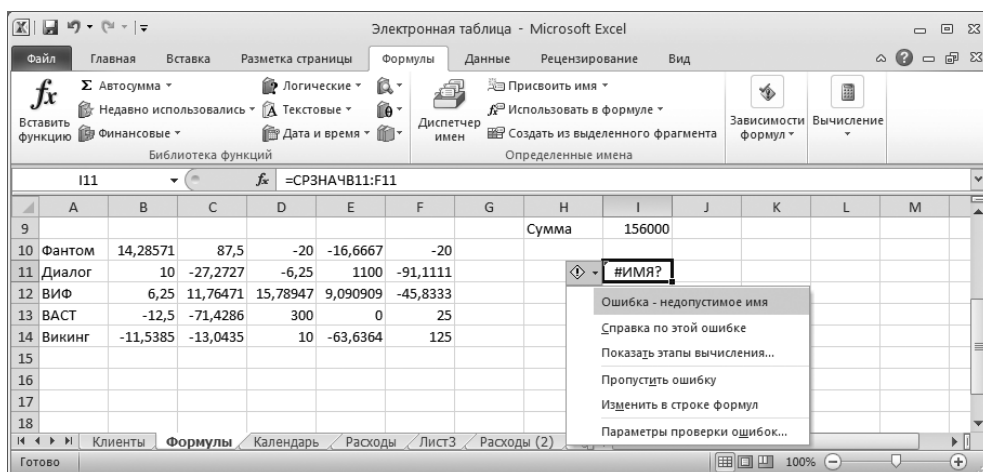 Электронная таблица - Microsoft Excel
Файл Главная Вставка Разметка страницы Формулы Данные Рецензирование Вид
fx Вставить функцию
Σ Автосумма
Недавно использовались
Финансовые
Логические
Текстовые
Дата и время
Библиотека функций
Диспетчер имен
Присвоить имя
Использовать в формуле
Создать из выделенного фрагмента
Определенные имена
Зависимости формул
Вычисление
I11 fx =СРЗНАЧB11:F11
A B C D E F G H I J K L M
9 Сумма 156000
10 Фантом 14,28571 87,5 -20 -16,6667 -20
11 Диалог 10 -27,2727 -6,25 1100 -91,1111 #ИМЯ?
12 ВИФ 6,25 11,76471 15,78947 9,090909 -45,8333
13 ВАСТ -12,5 -71,4286 300 0 25
14 Викинг -11,5385 -13,0435 10 -63,6364 125
15
16
17
18
Ошибка - недопустимое имя
Справка по этой ошибке
Показать этапы вычисления...
Пропустить ошибку
Изменить в строке формул
Параметры проверки ошибок...
Клиенты Формулы Календарь Расходы Лист3 Расходы (2)
Готово 100%